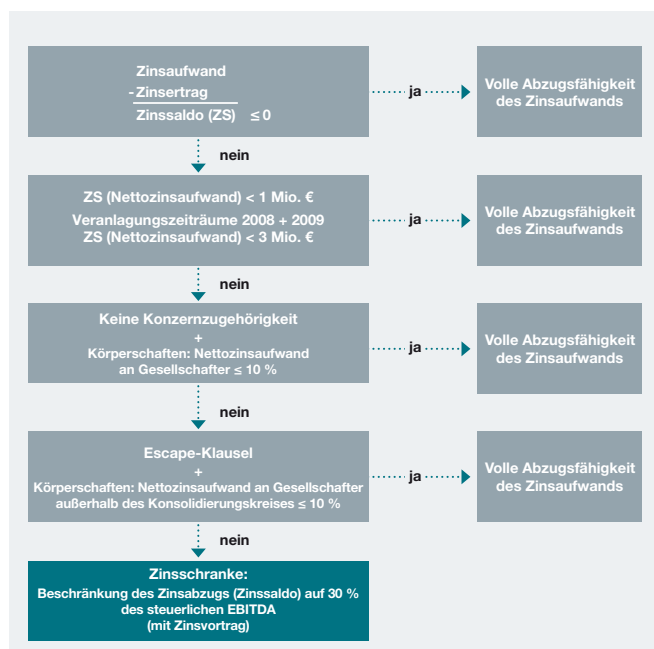 Zinsaufwand
- Zinsertrag
Zinssaldo (ZS) ≤ 0
ja
Volle Abzugsfähigkeit
des Zinsaufwands
nein
ZS (Nettozinsaufwand) < 1 Mio. €
Veranlagungszeiträume 2008 + 2009
ZS (Nettozinsaufwand) < 3 Mio. €
ja
Volle Abzugsfähigkeit
des Zinsaufwands
nein
Keine Konzernzugehörigkeit
+
Körperschaften: Nettozinsaufwand
an Gesellschafter ≤ 10 %
ja
Volle Abzugsfähigkeit
des Zinsaufwands
nein
Escape-Klausel
+
Körperschaften: Nettozinsaufwand an Gesellschafter
außerhalb des Konsolidierungskreises ≤ 10 %
ja
Volle Abzugsfähigkeit
des Zinsaufwands
nein
Zinsschranke:
Beschränkung des Zinsabzugs (Zinssaldo) auf 30 %
des steuerlichen EBITDA
(mit Zinsvortrag)